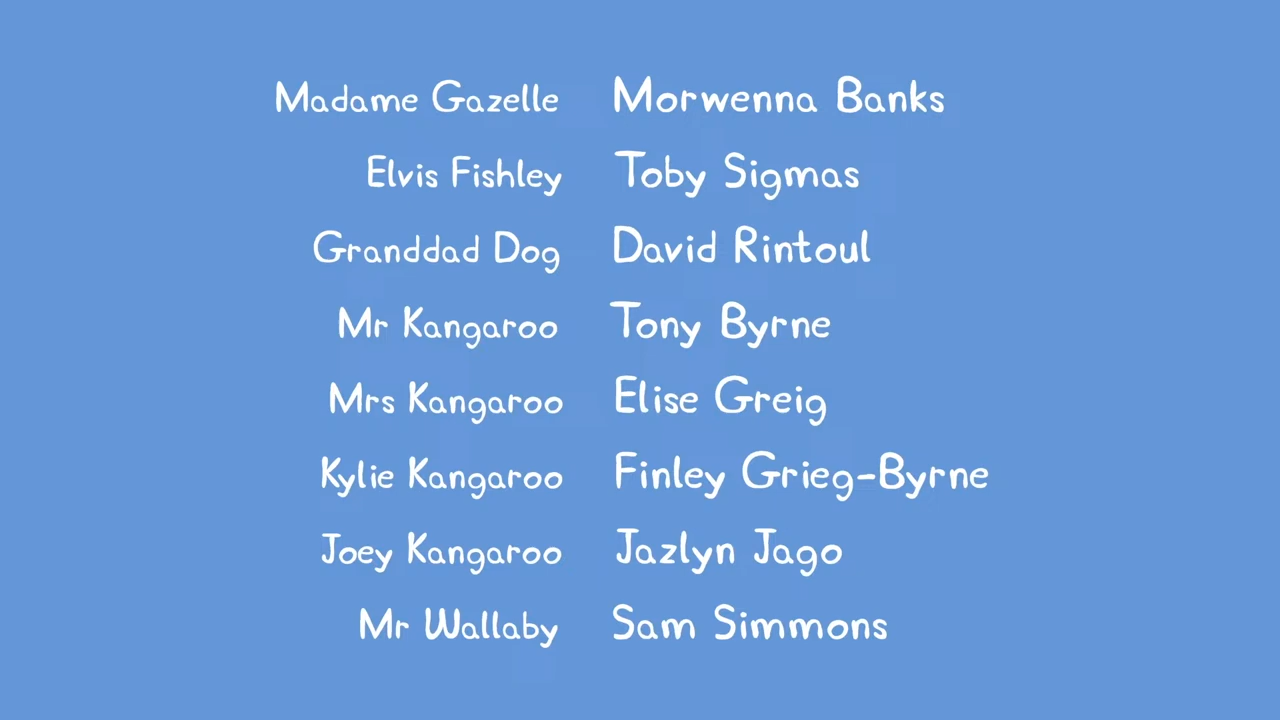 Madame Gazelle Morwenna Banks
Elvis Fishley Toby Sigmas
Granddad Dog David Rintoul
Mr Kangaroo Tony Byrne
Mrs Kangaroo Elise Greig
Kylie Kangaroo Finley Grieg-Byrne
Joey Kangaroo Jazlyn Jago
Mr Wallaby Sam Simmons